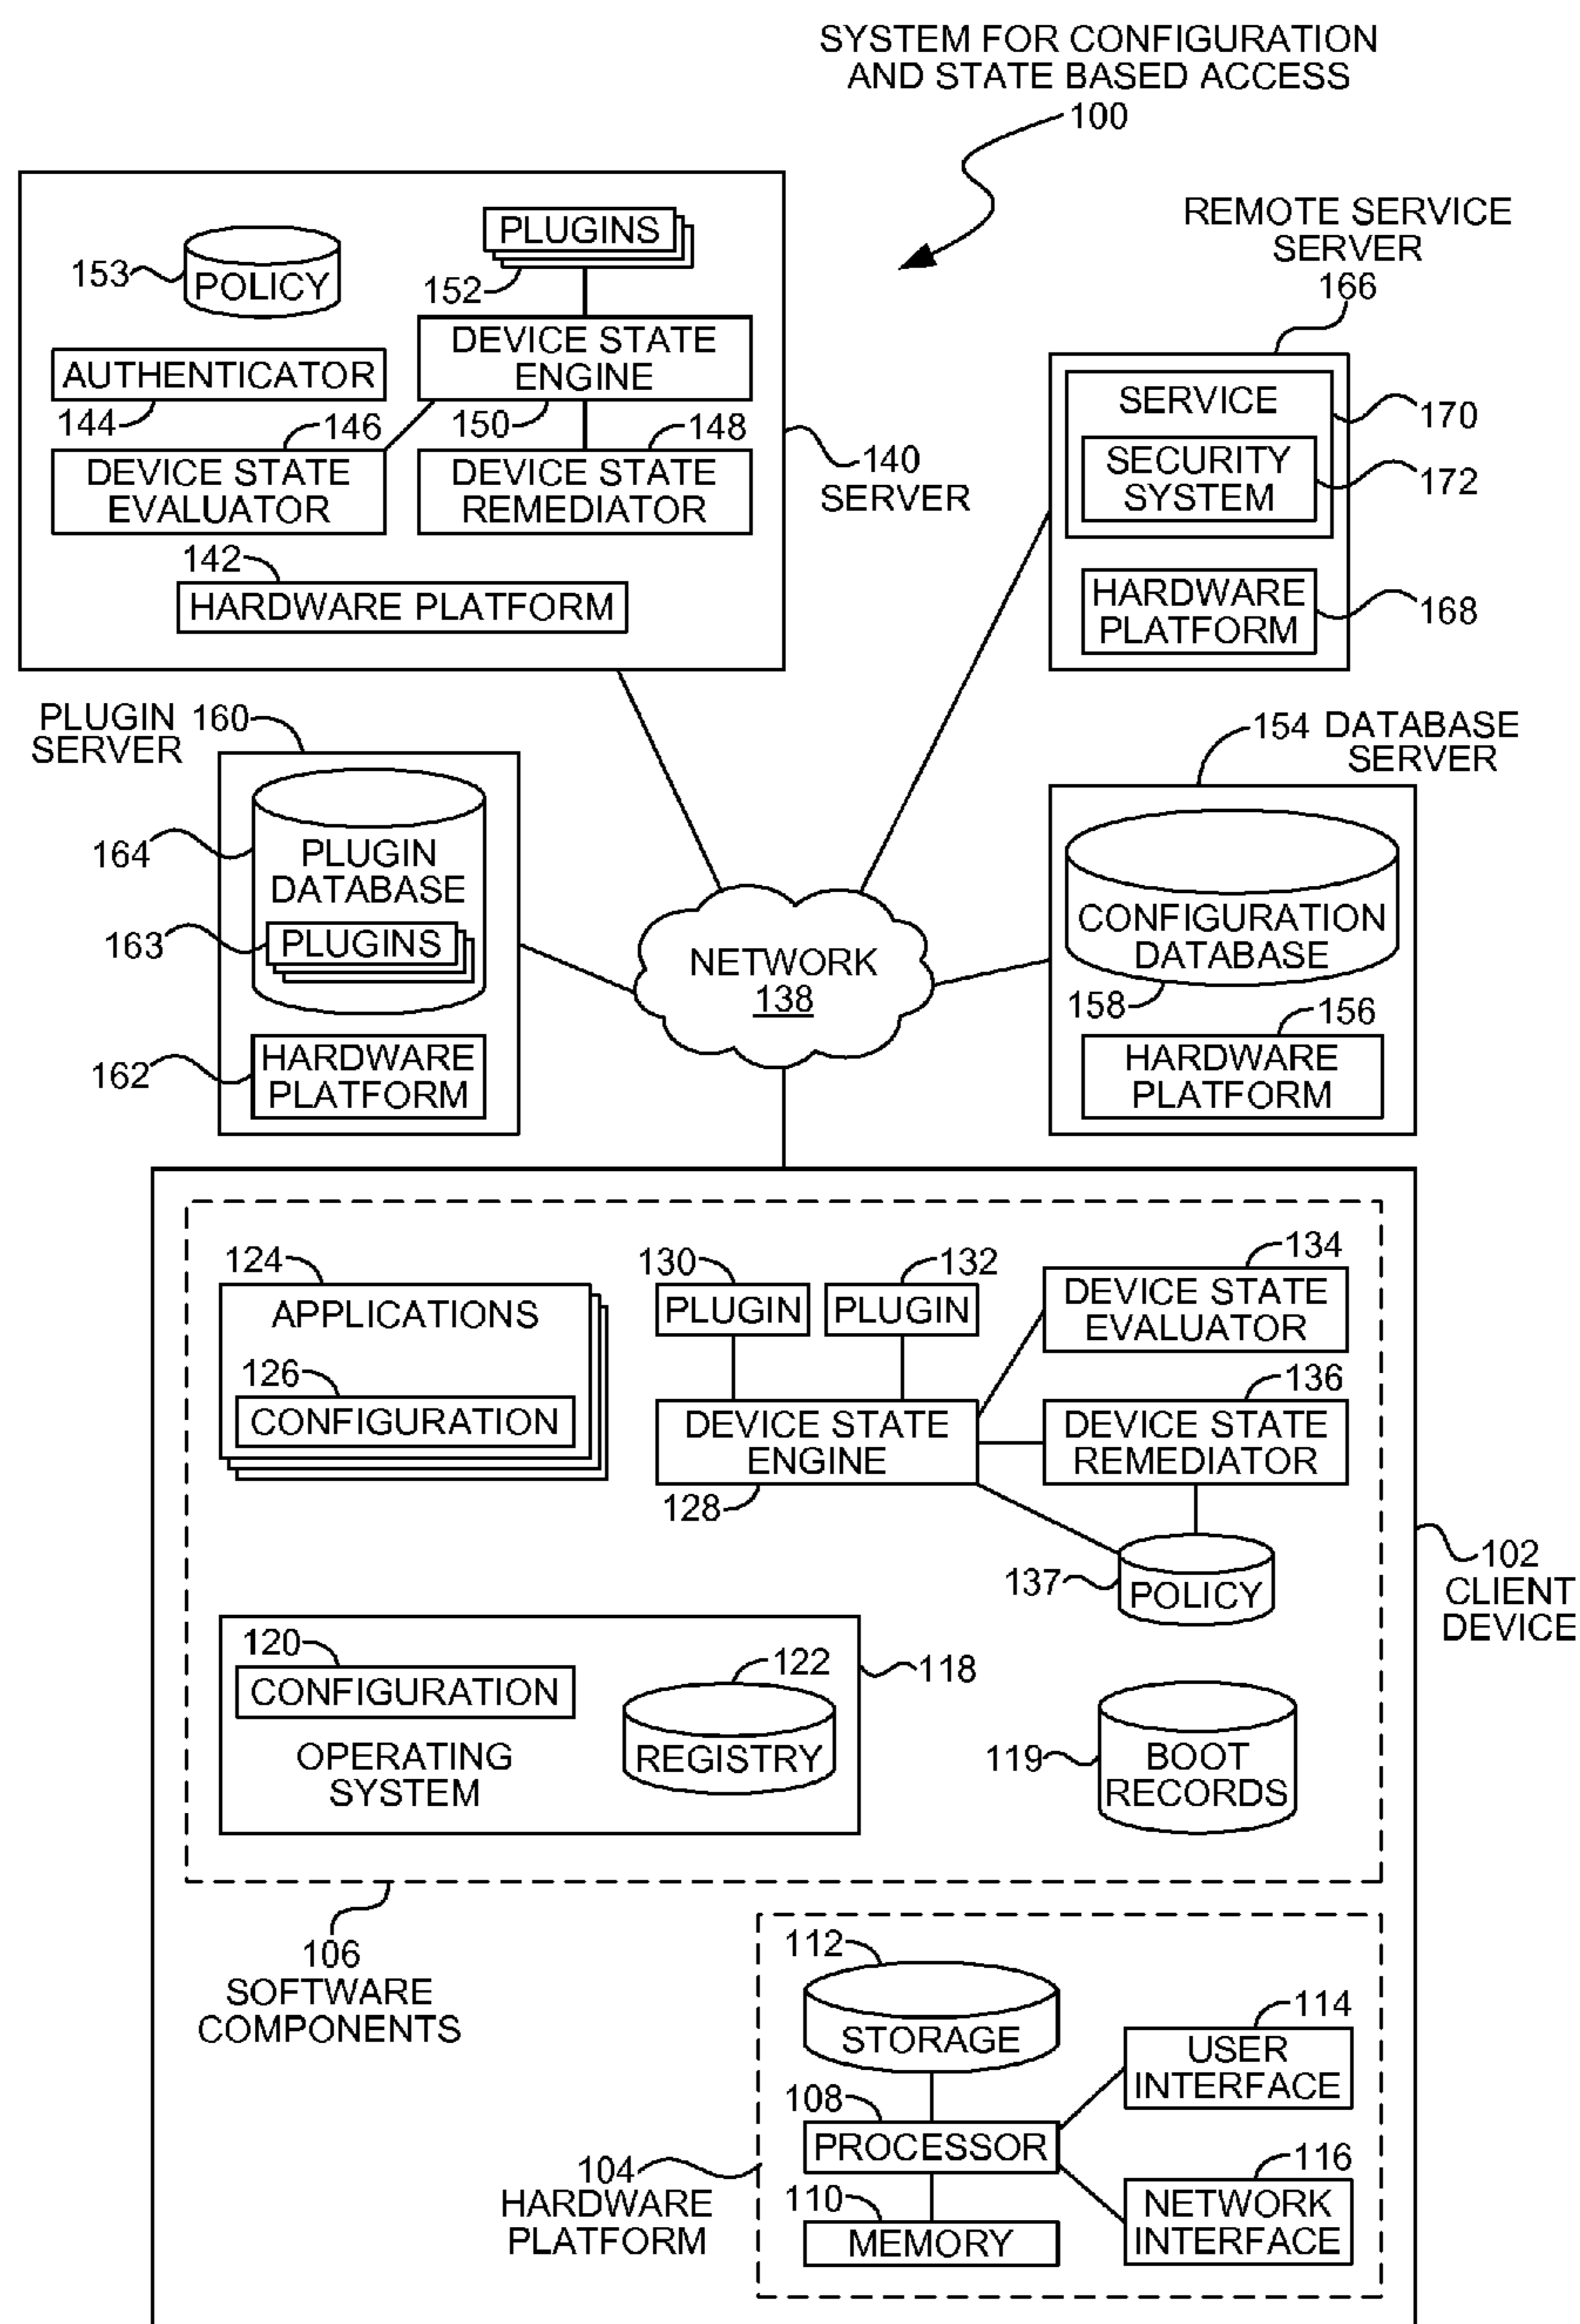 SYSTEM FOR CONFIGURATION
AND STATE BASED ACCESS
100
PLUGINS
153
POLICY
152
DEVICE STATE
ENGINE
AUTHENTICATOR
144
146
150
148
DEVICE STATE
EVALUATOR
DEVICE STATE
REMEDIATOR
140
SERVER
142
HARDWARE PLATFORM
REMOTE SERVICE
SERVER
166
SERVICE
170
SECURITY
SYSTEM
172
HARDWARE
PLATFORM
168
PLUGIN 160
SERVER
164
PLUGIN
DATABASE
163
PLUGINS
162
HARDWARE
PLATFORM
NETWORK
138
154 DATABASE
SERVER
CONFIGURATION
DATABASE
158
156
HARDWARE
PLATFORM
124
APPLICATIONS
126
CONFIGURATION
130
PLUGIN
132
PLUGIN
134
DEVICE STATE
EVALUATOR
DEVICE STATE
ENGINE
128
136
DEVICE STATE
REMEDIATOR
137
POLICY
102
CLIENT
DEVICE
120
CONFIGURATION
122
REGISTRY
118
OPERATING
SYSTEM
119
BOOT
RECORDS
106
SOFTWARE
COMPONENTS
112
STORAGE
114
USER
INTERFACE
108
PROCESSOR
104
HARDWARE
PLATFORM
110
MEMORY
116
NETWORK
INTERFACE